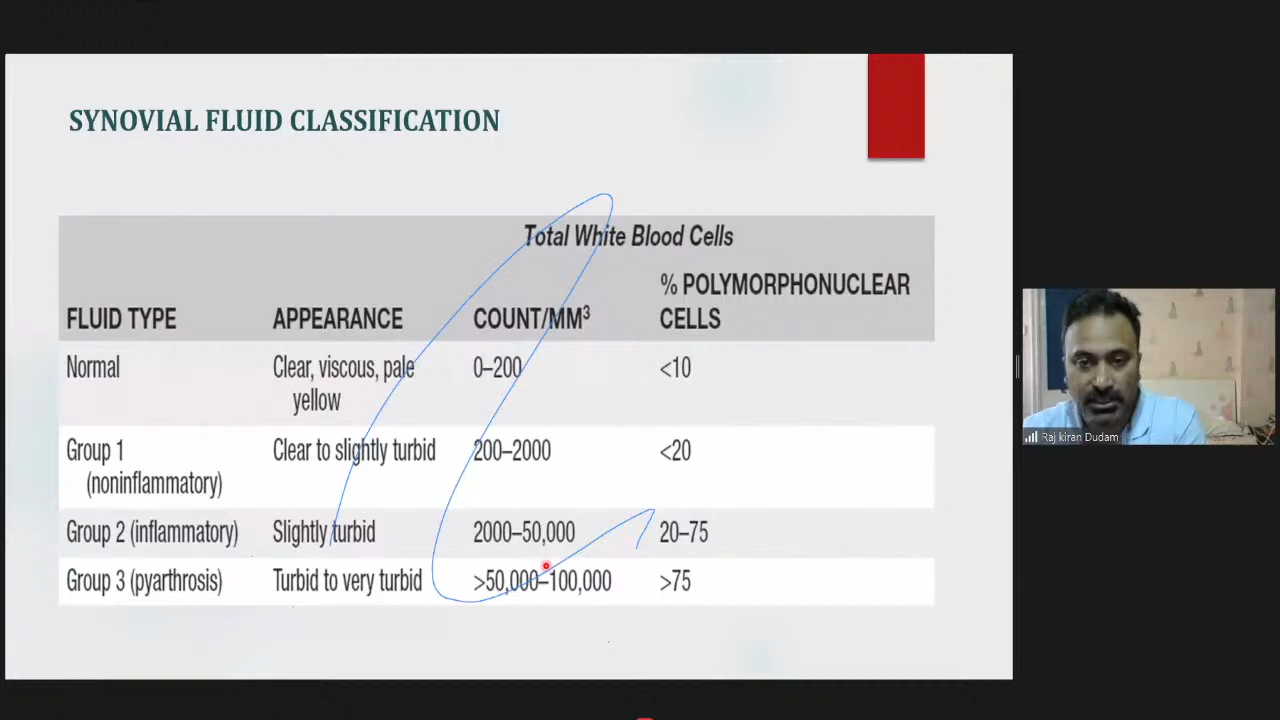 SYNOVIAL FLUID CLASSIFICATION
Total White Blood Cells
% POLYMORPHONUCLEAR
FLUID TYPE APPEARANCE COUNT/MM³ CELLS
Normal Clear, viscous, pale 0–200 <10
yellow
Group 1 Clear to slightly turbid 200–2000 <20
(noninflammatory)
Group 2 (inflammatory) Slightly turbid 2000–50,000 20–75
Group 3 (pyarthrosis) Turbid to very turbid >50,000–100,000 >75
Raj kiran Dudam